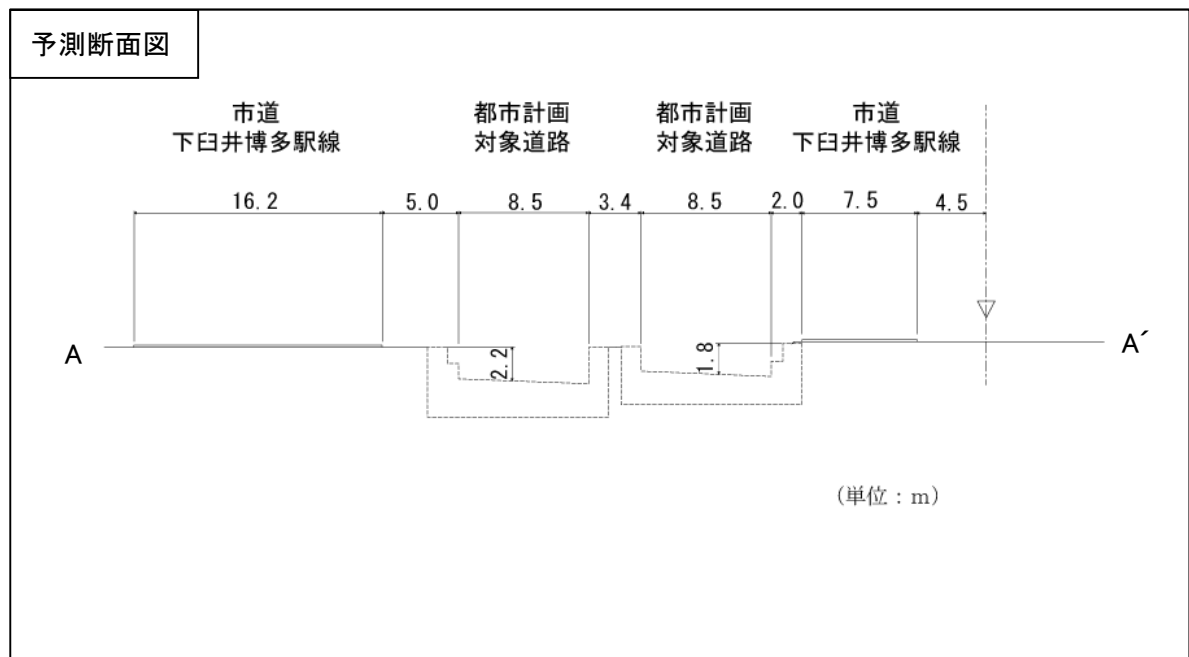 予測断面図
市道
下臼井博多駅線
都市計画
対象道路
都市計画
対象道路
市道
下臼井博多駅線
16.2 5.0 8.5 3.4 8.5 2.0 7.5 4.5
A 2.2 1.8 A´
(単位：m)